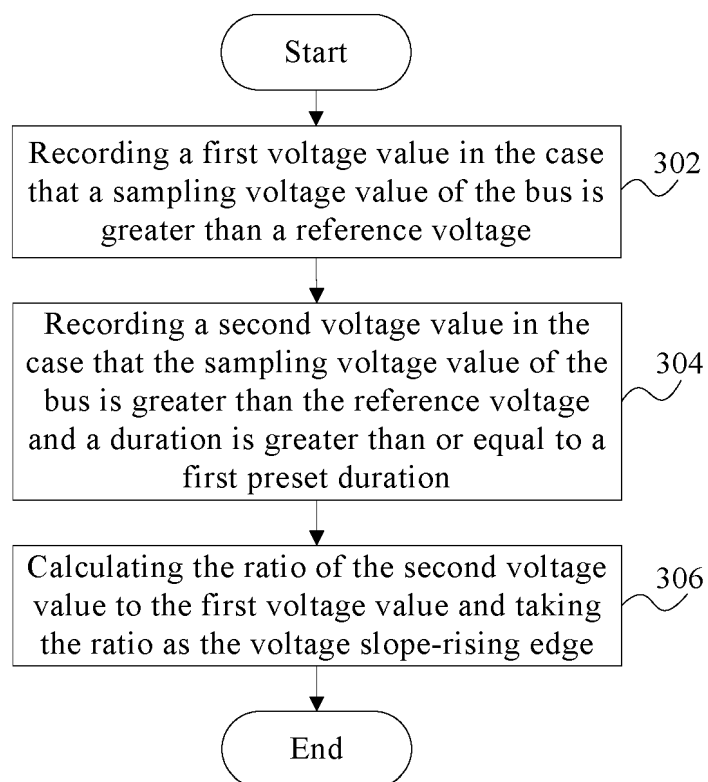 Start
Recording a first voltage value in the case
that a sampling voltage value of the bus is
greater than a reference voltage
302
Recording a second voltage value in the
case that the sampling voltage value of the
bus is greater than the reference voltage
and a duration is greater than or equal to a
first preset duration
304
Calculating the ratio of the second voltage
value to the first voltage value and taking
the ratio as the voltage slope-rising edge
306
End